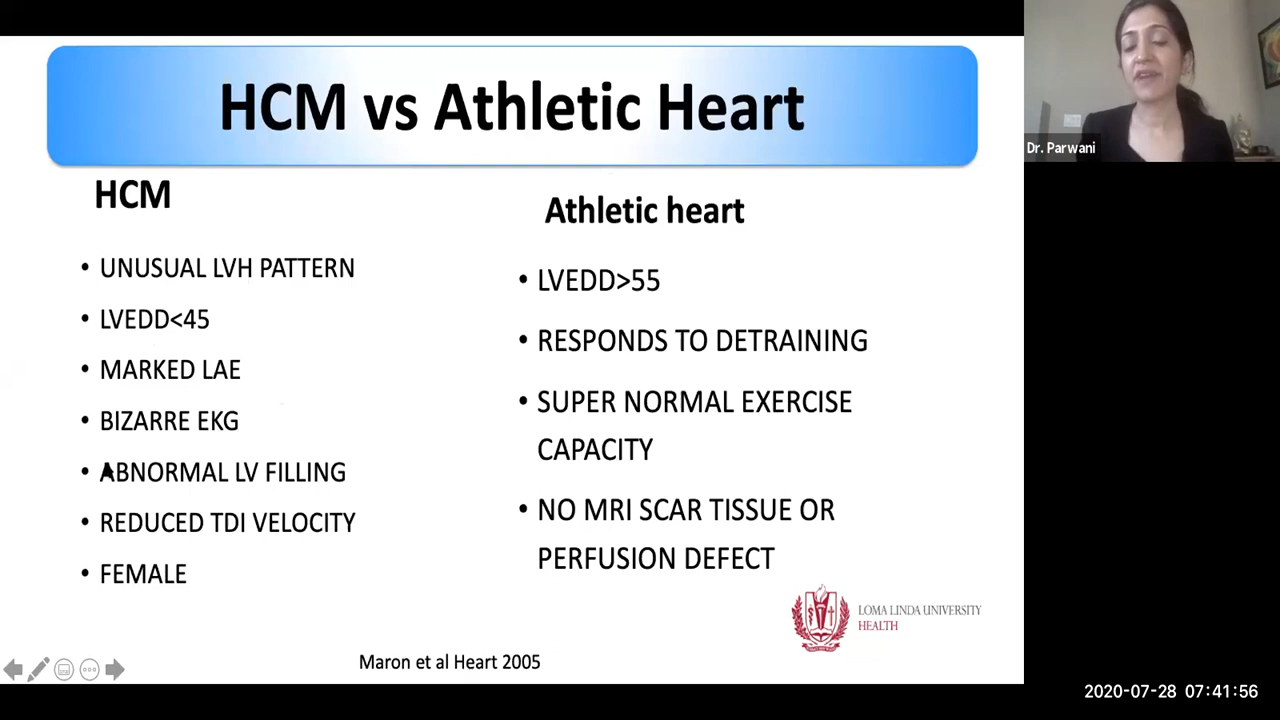 HCM vs Athletic Heart
HCM
• UNUSUAL LVH PATTERN
• LVEDD<45
• MARKED LAE
• BIZARRE EKG
• ABNORMAL LV FILLING
• REDUCED TDI VELOCITY
• FEMALE
Athletic heart
• LVEDD>55
• RESPONDS TO DETRAINING
• SUPER NORMAL EXERCISE
CAPACITY
• NO MRI SCAR TISSUE OR
PERFUSION DEFECT
LOMA LINDA UNIVERSITY
HEALTH
Maron et al Heart 2005
Dr. Parwani
2020-07-28 07:41:56